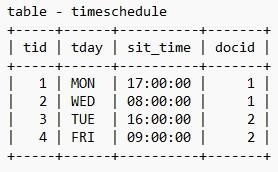 table - timeschedule
+-----+------+----------+-------+
| tid | tday | sit_time | docid |
+-----+------+----------+-------+
|   1 | MON  | 17:00:00 |     1 |
|   2 | WED  | 08:00:00 |     1 |
|   3 | TUE  | 16:00:00 |     2 |
|   4 | FRI  | 09:00:00 |     2 |
+-----+------+----------+-------+